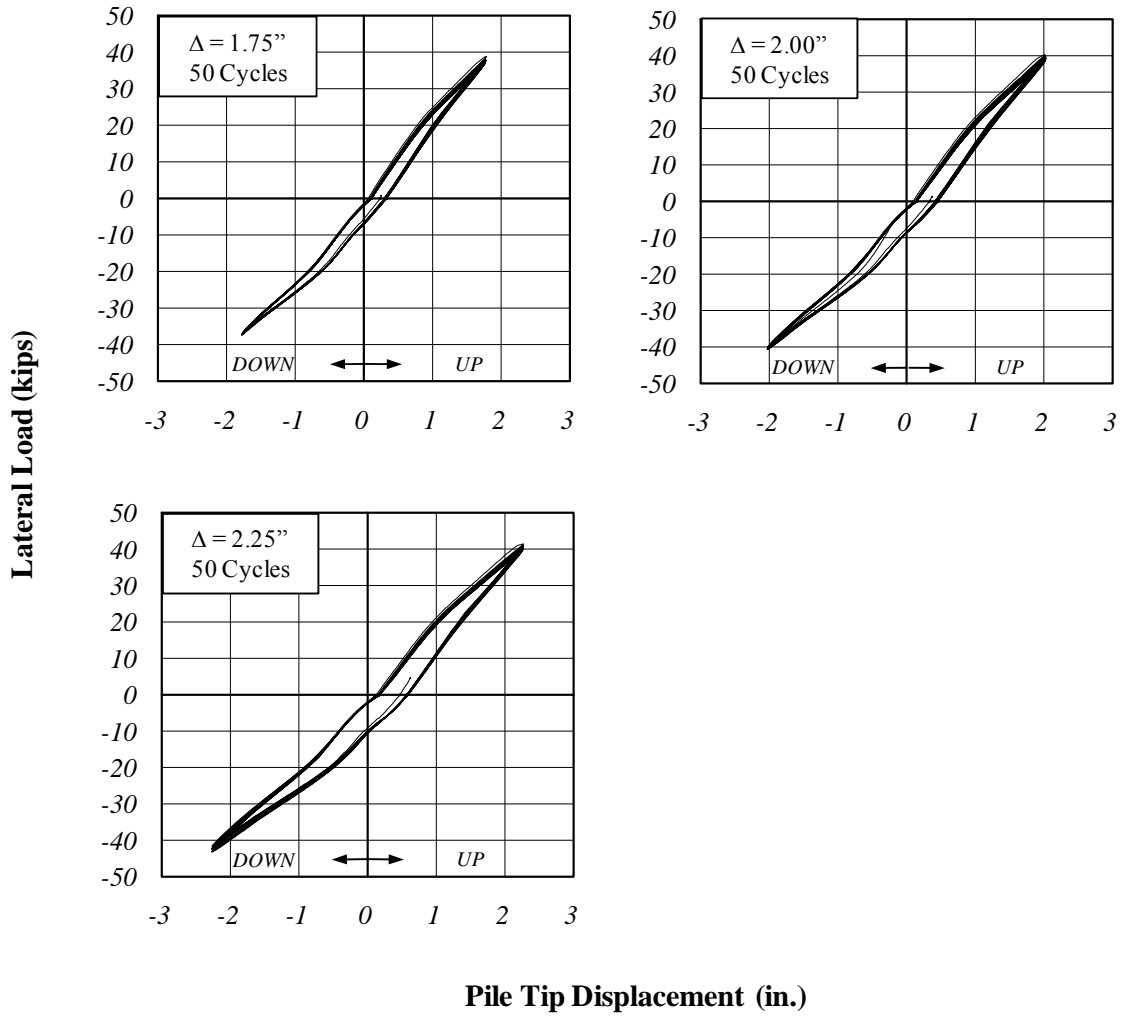 Δ = 1.75”
50 Cycles
50
40
30
20
10
0
-10
-20
-30
-40
-50
DOWN
UP
-3 -2 -1 0 1 2 3
Δ = 2.00”
50 Cycles
50
40
30
20
10
0
-10
-20
-30
-40
-50
DOWN
UP
-3 -2 -1 0 1 2 3
Lateral Load (kips)
Δ = 2.25”
50 Cycles
50
40
30
20
10
0
-10
-20
-30
-40
-50
DOWN
UP
-3 -2 -1 0 1 2 3
Pile Tip Displacement (in.)